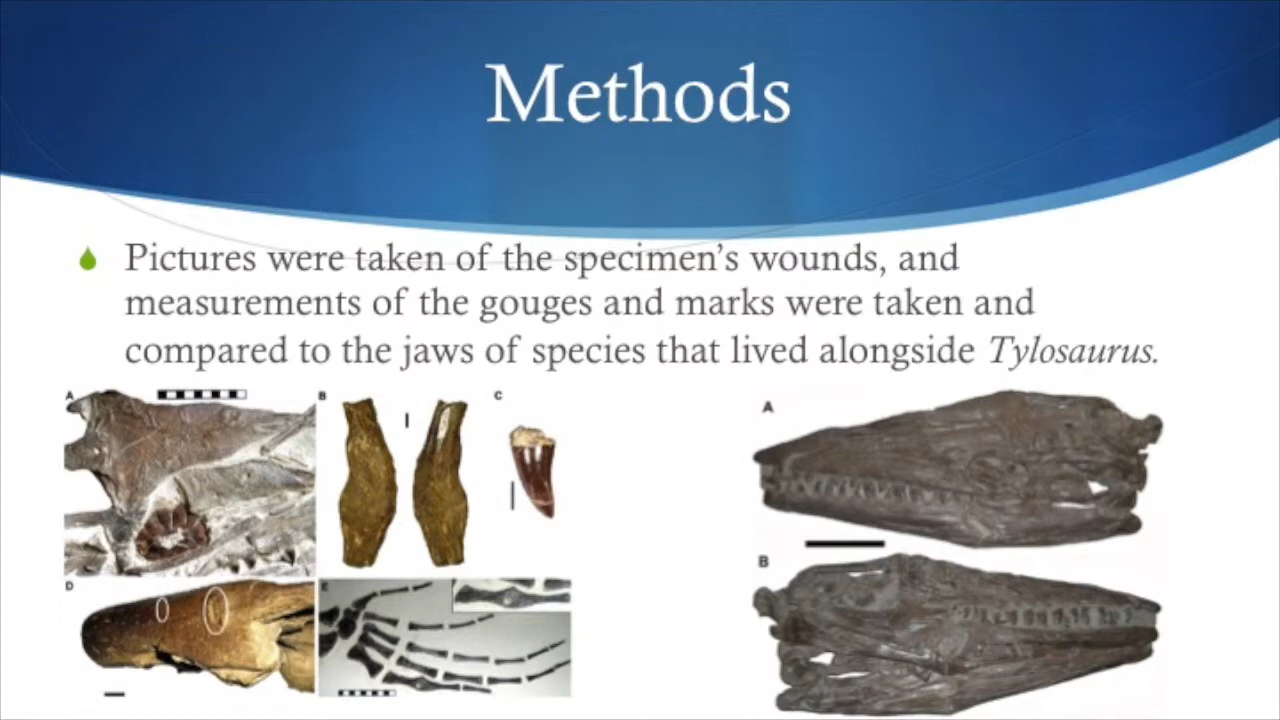 Methods
Pictures were taken of the specimen’s wounds, and
measurements of the gouges and marks were taken and
compared to the jaws of species that lived alongside Tylosaurus.
A
B
C
D
E
A
B